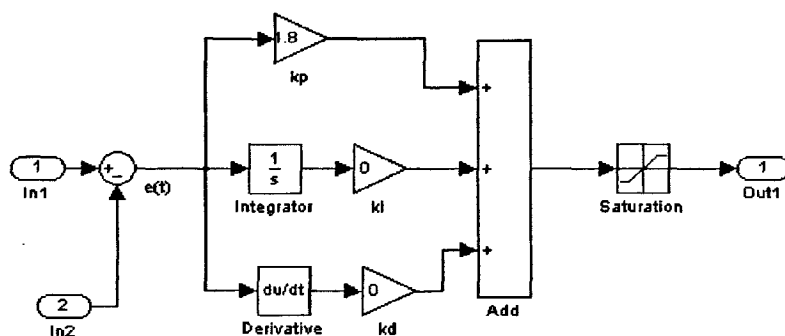 1.8
kp
+
1
In1
+
−
e(t)
1
s
Integrator
0
ki
+
Saturation
1
Out1
+
2
In2
du/dt
Derivative
0
kd
Add